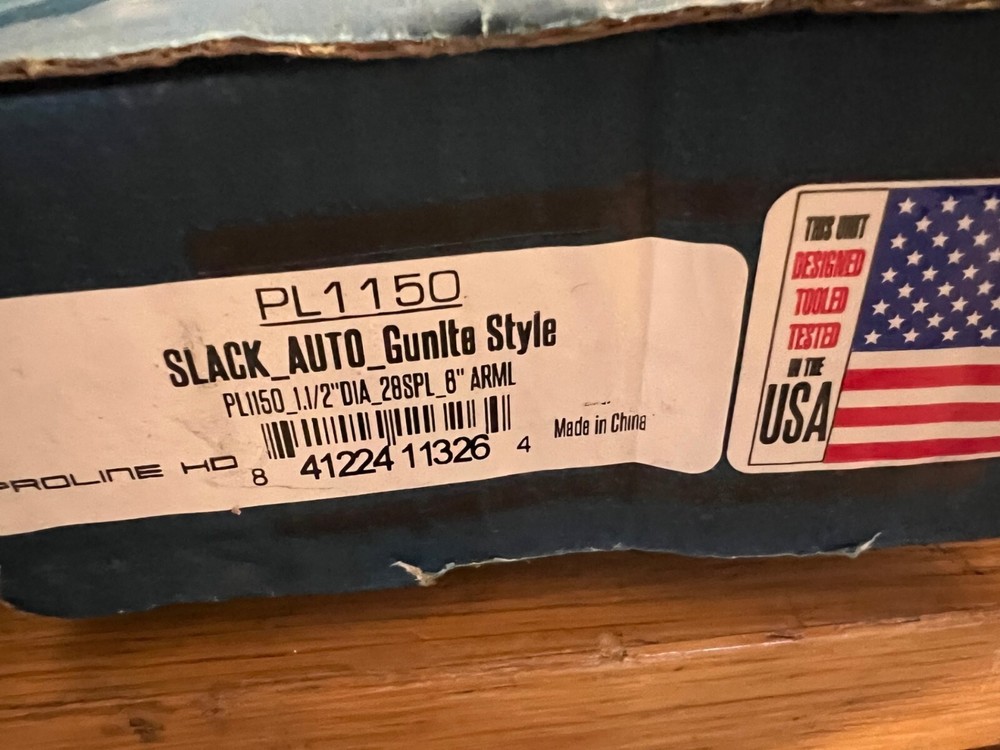 PL1150
SLACK_AUTO_Gunite Style
PL1150_1.1/2"DIA_28SPL_6" ARML
8 41224 11326 4
Made in China
PROLINE HD
THIS UNIT
DESIGNED
TOOLED
TESTED
IN THE
USA